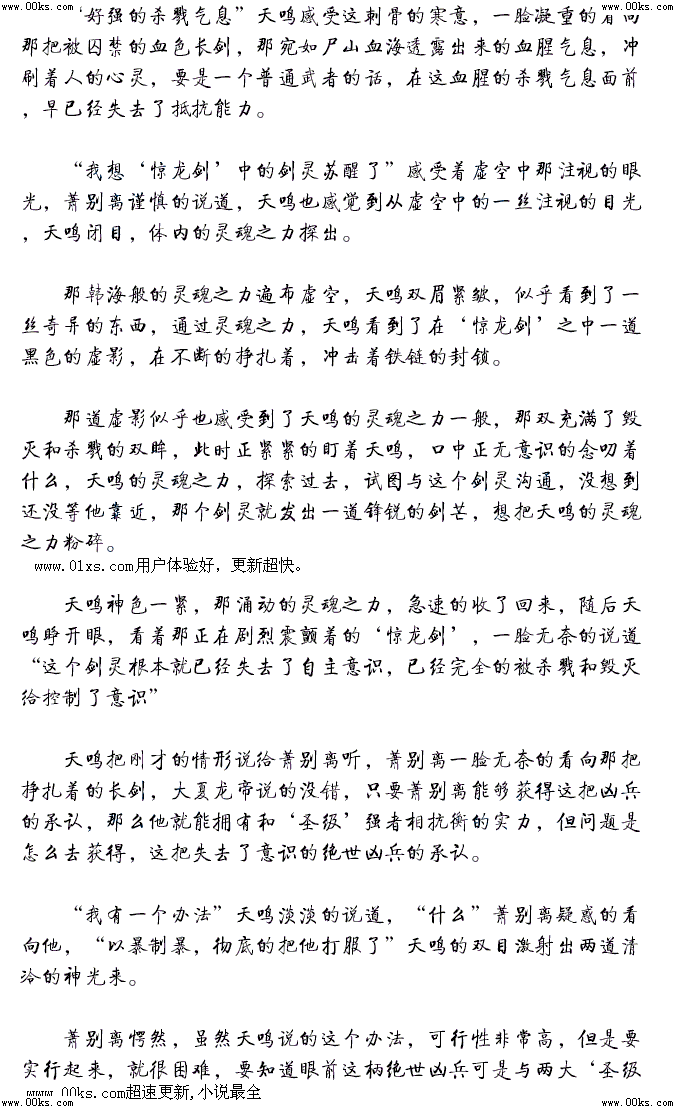 www.00ks.com www.00ks.com
“好强的杀戮气息”天鸣感受这刺骨的寒意，一脸凝重的看向
那把被囚禁的血色长剑，那宛如尸山血海透露出来的血腥气息，冲
刷着人的心灵，要是一个普通武者的话，在这血腥的杀戮气息面前
，早已经失去了抵抗能力。
“我想‘惊龙剑’中的剑灵苏醒了”感受着虚空中那注视的眼
光，萧别离谨慎的说道，天鸣也感觉到从虚空中的一丝注视的目光
，天鸣闭目，体内的灵魂之力探出。
那韩海般的灵魂之力遍布虚空，天鸣双眉紧皱，似乎看到了一
丝奇异的东西，通过灵魂之力，天鸣看到了在‘惊龙剑’之中一道
黑色的虚影，在不断的挣扎着，冲击着铁链的封锁。
那道虚影似乎也感受到了天鸣的灵魂之力一般，那双充满了毁
灭和杀戮的双眸，此时正紧紧的盯着天鸣，口中正无意识的念叨着
什么，天鸣的灵魂之力，探索过去，试图与这个剑灵沟通，没想到
还没等他靠近，那个剑灵就发出一道锋锐的剑芒，想把天鸣的灵魂
之力粉碎。
www.01xs.com用户体验好，更新超快。
天鸣神色一紧，那涌动的灵魂之力，急速的收了回来，随后天
鸣睁开眼，看着那正在剧烈震颤着的‘惊龙剑’，一脸无奈的说道
“这个剑灵根本就已经失去了自主意识，已经完全的被杀戮和毁灭
给控制了意识”
天鸣把刚才的情形说给萧别离听，萧别离一脸无奈的看向那把
挣扎着的长剑，大夏龙帝说的没错，只要萧别离能够获得这把凶兵
的承认，那么他就能拥有和‘圣级’强者相抗衡的实力，但问题是
怎么去获得，这把失去了意识的绝世凶兵的承认。
“我有一个办法”天鸣淡淡的说道，“什么”萧别离疑惑的看
向他，“以暴制暴，彻底的把他打服了”天鸣的双目激射出两道清
冷的神光来。
萧别离愕然，虽然天鸣说的这个办法，可行性非常高，但是要
实行起来，就很困难，要知道眼前这柄绝世凶兵可是与两大‘圣级
www.00ks.com超速更新,小说最全
www.00ks.com www.00ks.com